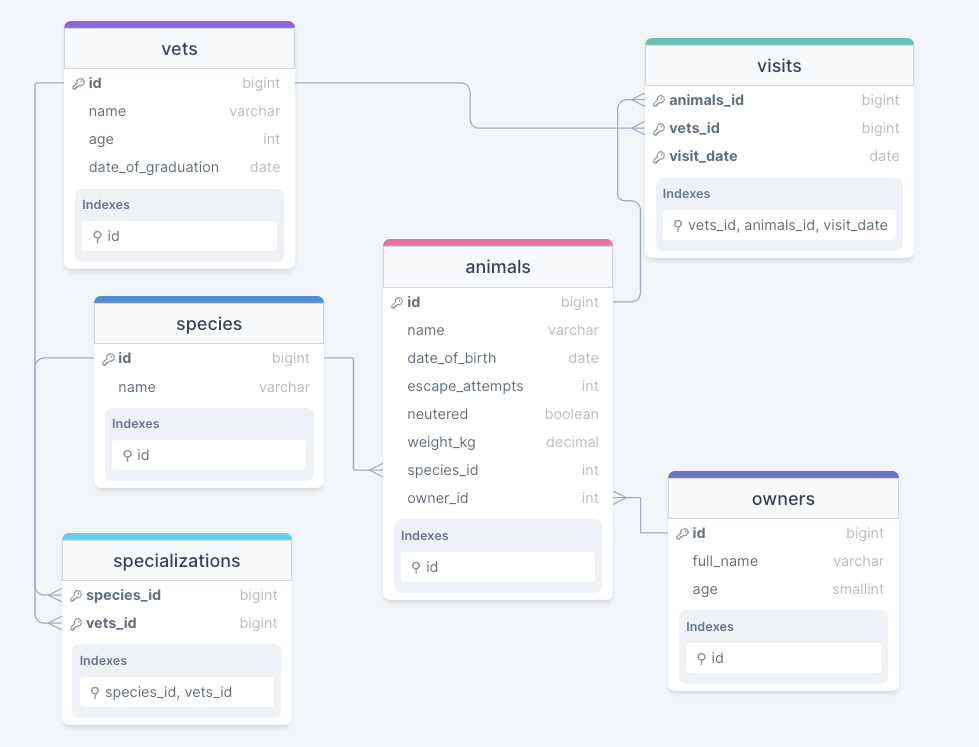 vets
id bigint
name varchar
age int
date_of_graduation date
Indexes
id
visits
animals_id bigint
vets_id bigint
visit_date date
Indexes
vets_id, animals_id, visit_date
animals
id bigint
name varchar
date_of_birth date
escape_attempts int
neutered boolean
weight_kg decimal
species_id int
owner_id int
Indexes
id
species
id bigint
name varchar
Indexes
id
owners
id bigint
full_name varchar
age smallint
Indexes
id
specializations
species_id bigint
vets_id bigint
Indexes
species_id, vets_id